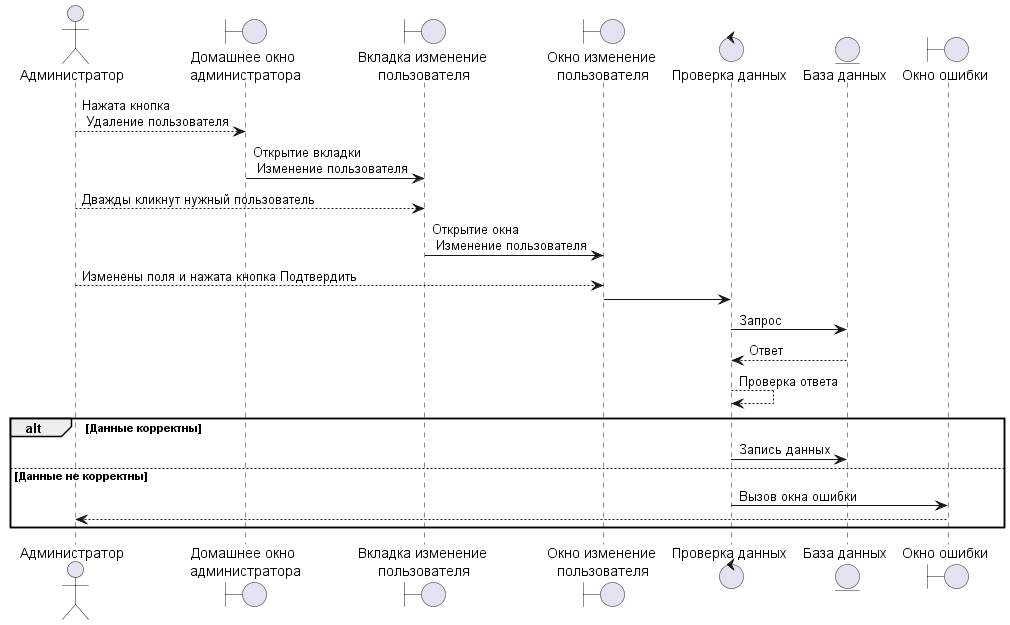 Администратор
Домашнее окно
администратора
Вкладка изменение
пользователя
Окно изменение
пользователя
Проверка данных
База данных
Окно ошибки
Нажата кнопка
Удаление пользователя
Открытие вкладки
Изменение пользователя
Дважды кликнут нужный пользователь
Открытие окна
Изменение пользователя
Изменены поля и нажата кнопка Подтвердить
Запрос
Ответ
Проверка ответа
alt [Данные корректны]
Запись данных
[Данные не корректны]
Вызов окна ошибки
Администратор
Домашнее окно
администратора
Вкладка изменение
пользователя
Окно изменение
пользователя
Проверка данных
База данных
Окно ошибки